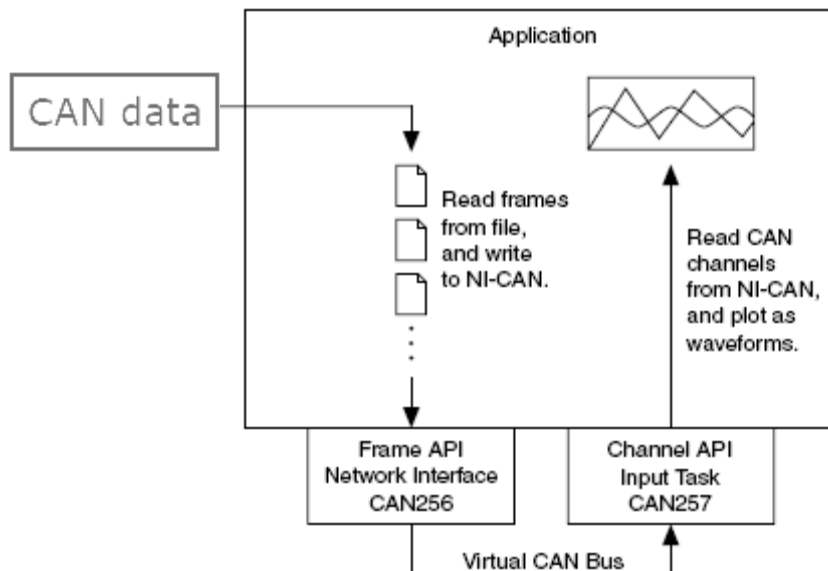 Application
CAN data
Read frames
from file,
and write
to NI-CAN.
Read CAN
channels
from NI-CAN,
and plot as
waveforms.
Frame API
Network Interface
CAN256
Channel API
Input Task
CAN257
Virtual CAN Bus